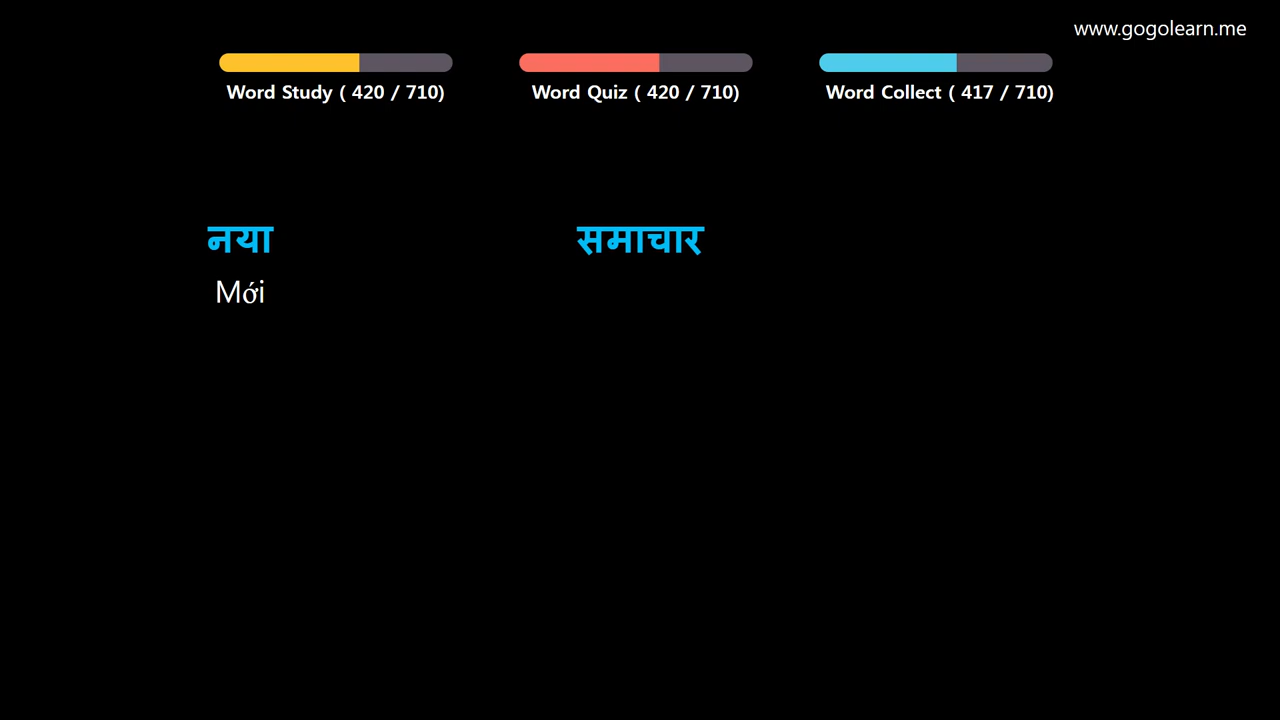 www.gogolearn.me
Word Study ( 420 / 710)
Word Quiz ( 420 / 710)
Word Collect ( 417 / 710)
नया
समाचार
Mới